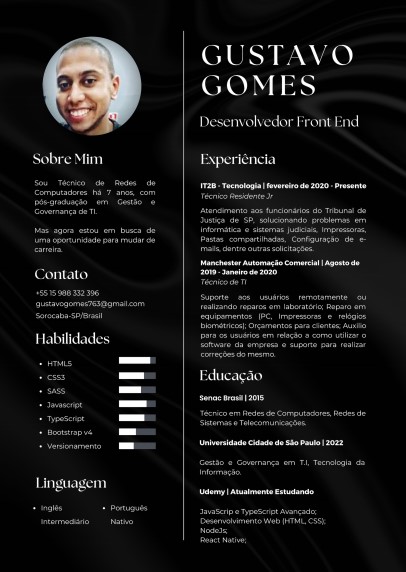 GUSTAVO
GOMES
Desenvolvedor Front End
Sobre Mim
Sou Técnico de Redes de
Computadores há 7 anos, com
pós-graduação em Gestão e
Governança de TI.
Mas agora estou em busca de
uma oportunidade para mudar de
carreira.
Contato
+55 15 988 332 396
gustavogomes763@gmail.com
Sorocaba-SP/Brasil
Habilidades
• HTML5
• CSS3
• SASS
• Javascript
• TypeScript
• Bootstrap v4
• Versionamento
Linguagem
• Inglês
Intermediário
• Português
Nativo
Experiência
IT2B - Tecnologia | fevereiro de 2020 - Presente
Técnico Residente Jr
Atendimento aos funcionários do Tribunal de
Justiça de SP, solucionando problemas em
informática e sistemas judiciais, Impressoras,
Pastas compartilhadas, Configuração de e-
mails, dentre outras solicitações.
Manchester Automação Comercial | Agosto de
2019 - Janeiro de 2020
Técnico de TI
Suporte aos usuários remotamente ou
realizando reparos em laboratório; Reparo em
equipamentos (PC, Impressoras e relógios
biométricos); Orçamentos para clientes; Auxilio
para os usuários em relação a como utilizar o
software da empresa e suporte para realizar
correções do mesmo.
Educação
Senac Brasil | 2015
Técnico em Redes de Computadores, Redes de
Sistemas e Telecomunicações.
Universidade Cidade de São Paulo | 2022
Gestão e Governança em T.I, Tecnologia da
Informação.
Udemy | Atualmente Estudando
JavaScrip e TypeScript Avançado;
Desenvolvimento Web (HTML, CSS);
NodeJs;
React Native;